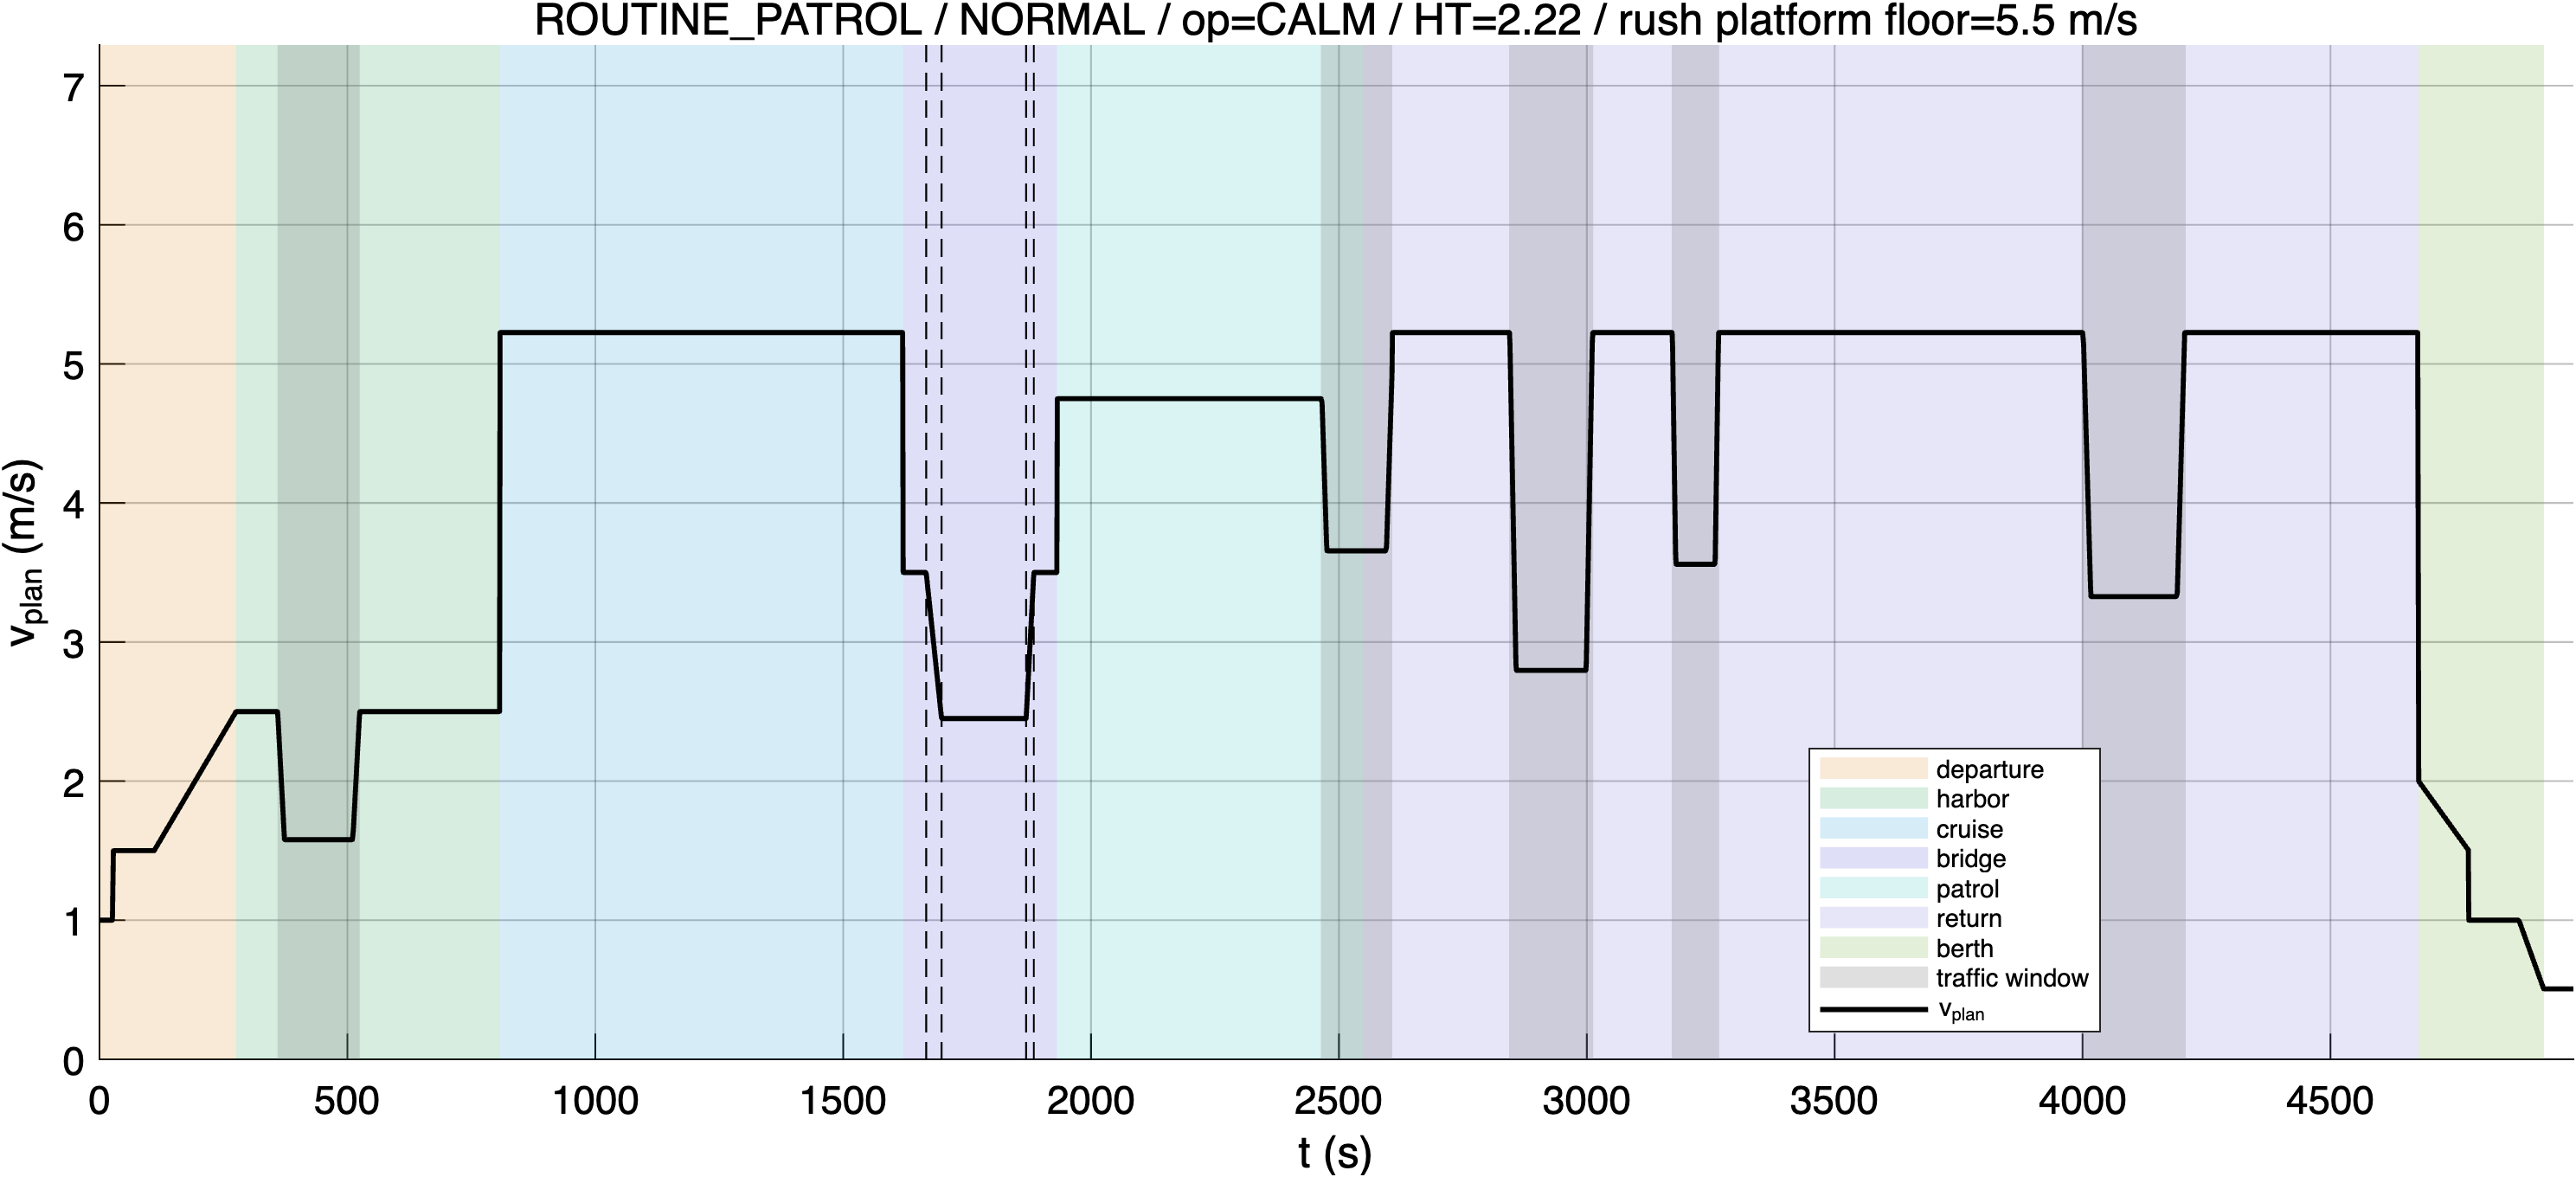 ROUTINE_PATROL / NORMAL / op=CALM / HT=2.22 / rush platform floor=5.5 m/s
7
6
5
4
3
2
1
0
v_plan (m/s)
0 500 1000 1500 2000 2500 3000 3500 4000 4500
t (s)
departure
harbor
cruise
bridge
patrol
return
berth
traffic window
v_plan